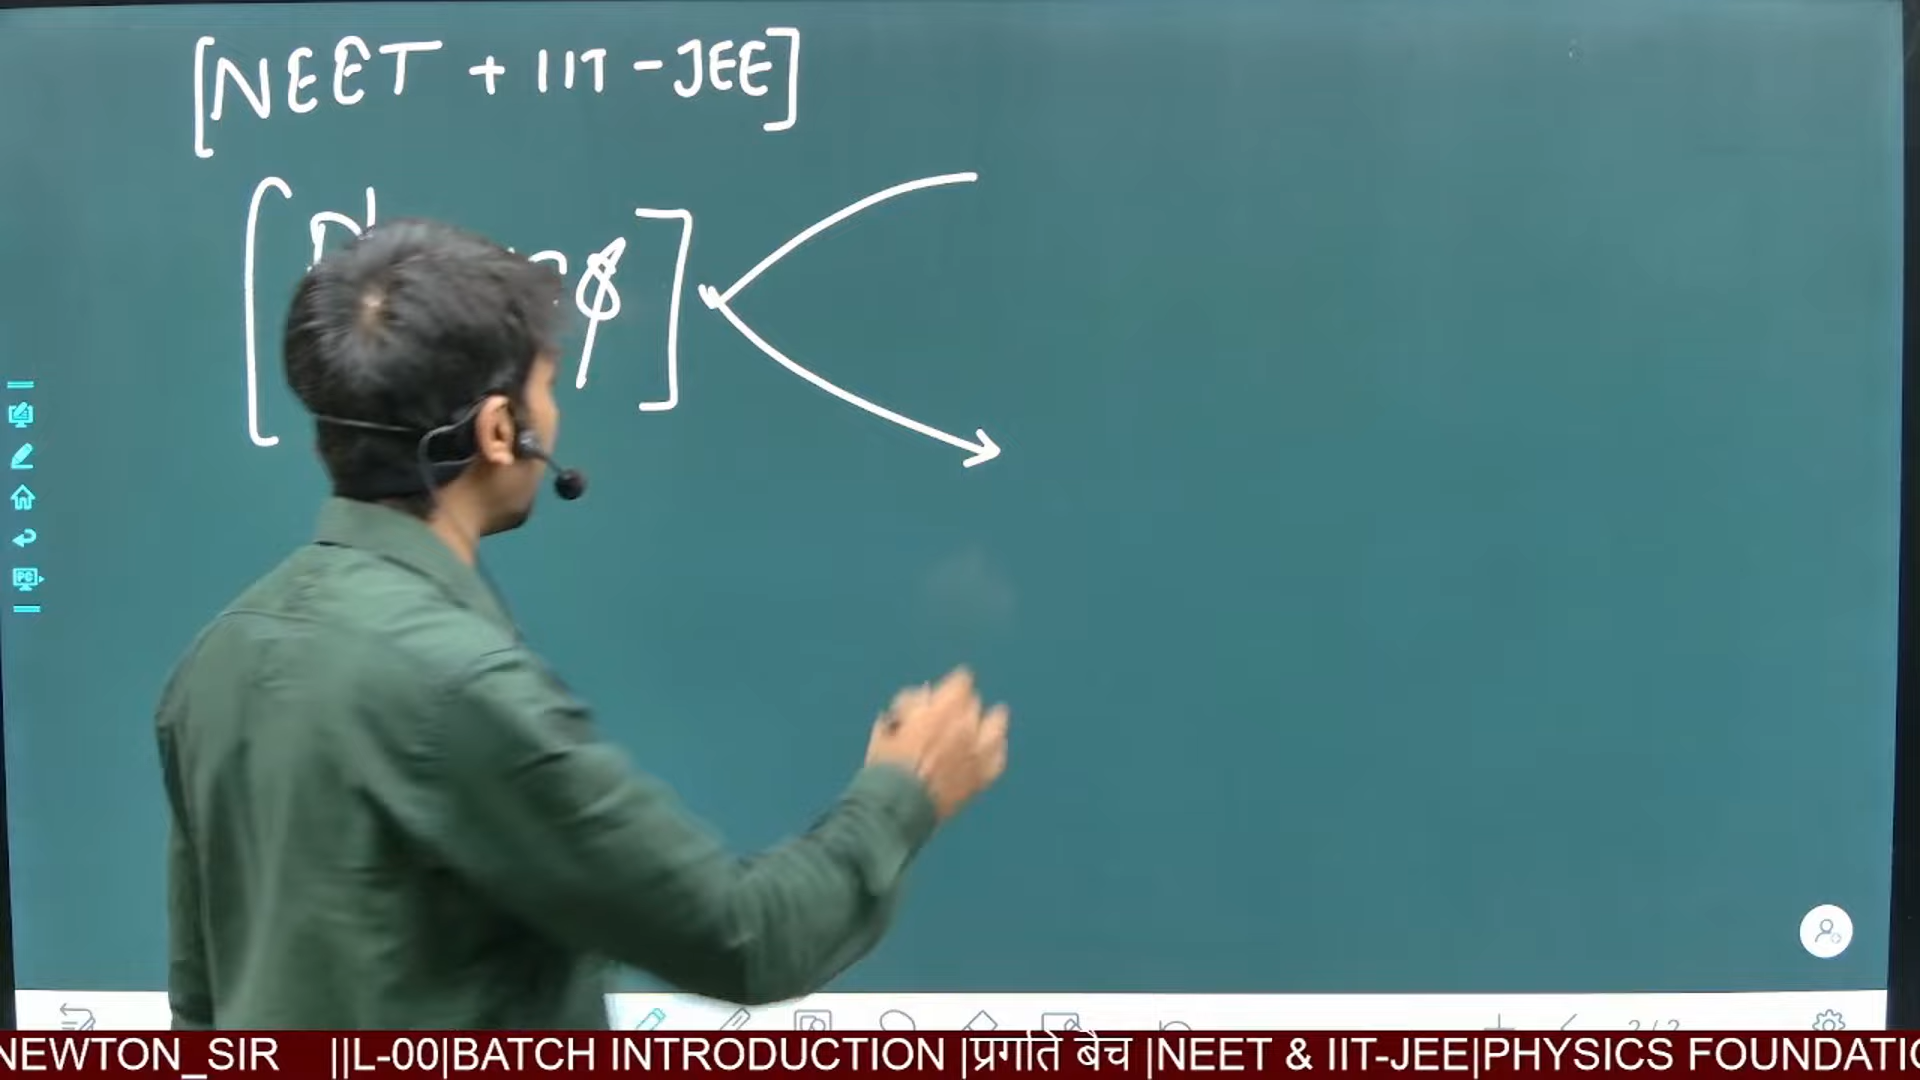 [NEET + IIT-JEE]
NEWTON_SIR ||L-00|BATCH INTRODUCTION |प्रगति बैच |NEET & IIT-JEE|PHYSICS FOUNDATIO